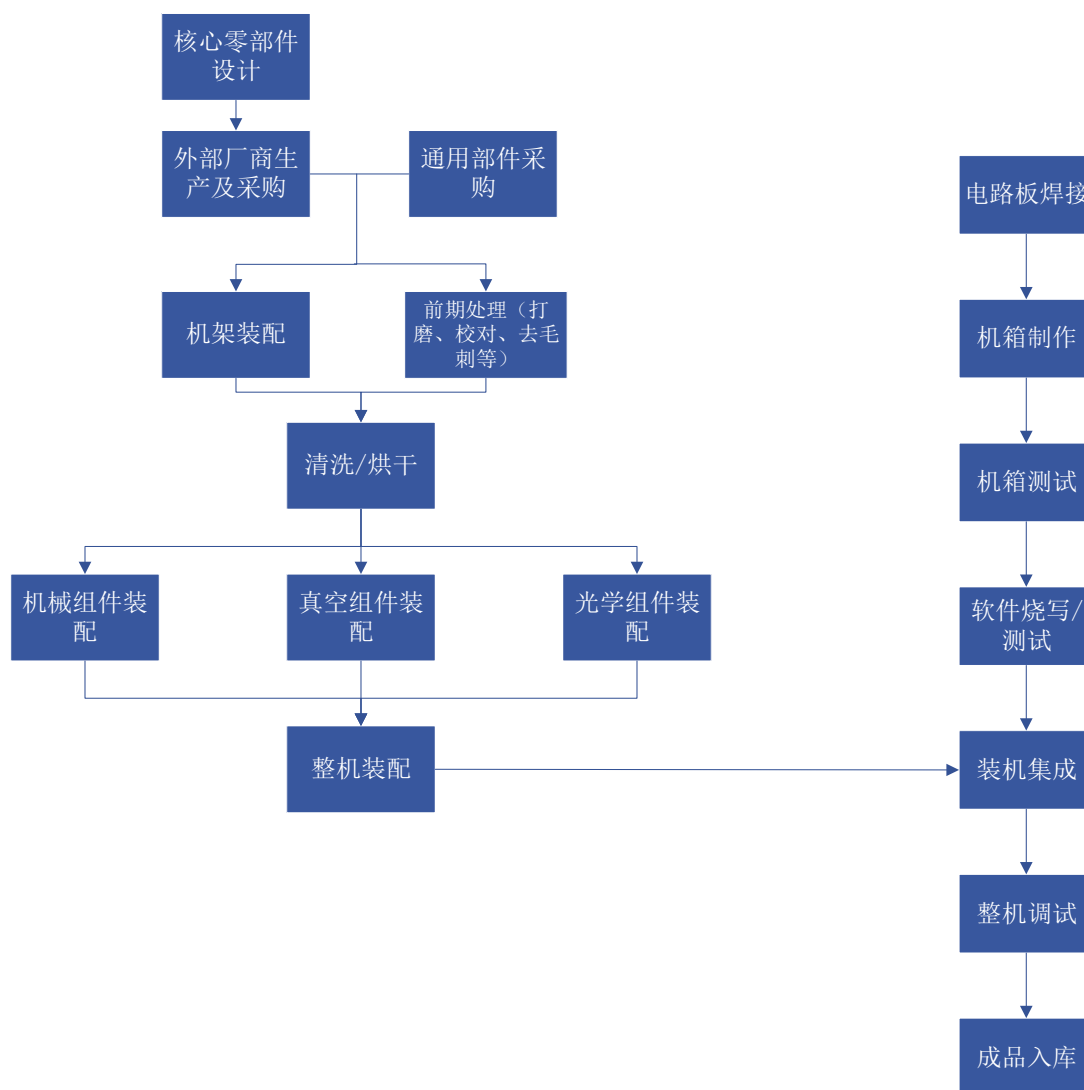 核心零部件
设计
外部厂商生
产及采购
通用部件采
购
机架装配
前期处理（打
磨、校对、去毛
刺等）
清洗/烘干
机械组件装
配
真空组件装
配
光学组件装
配
整机装配
电路板焊接
机箱制作
机箱测试
软件烧写/
测试
装机集成
整机调试
成品入库